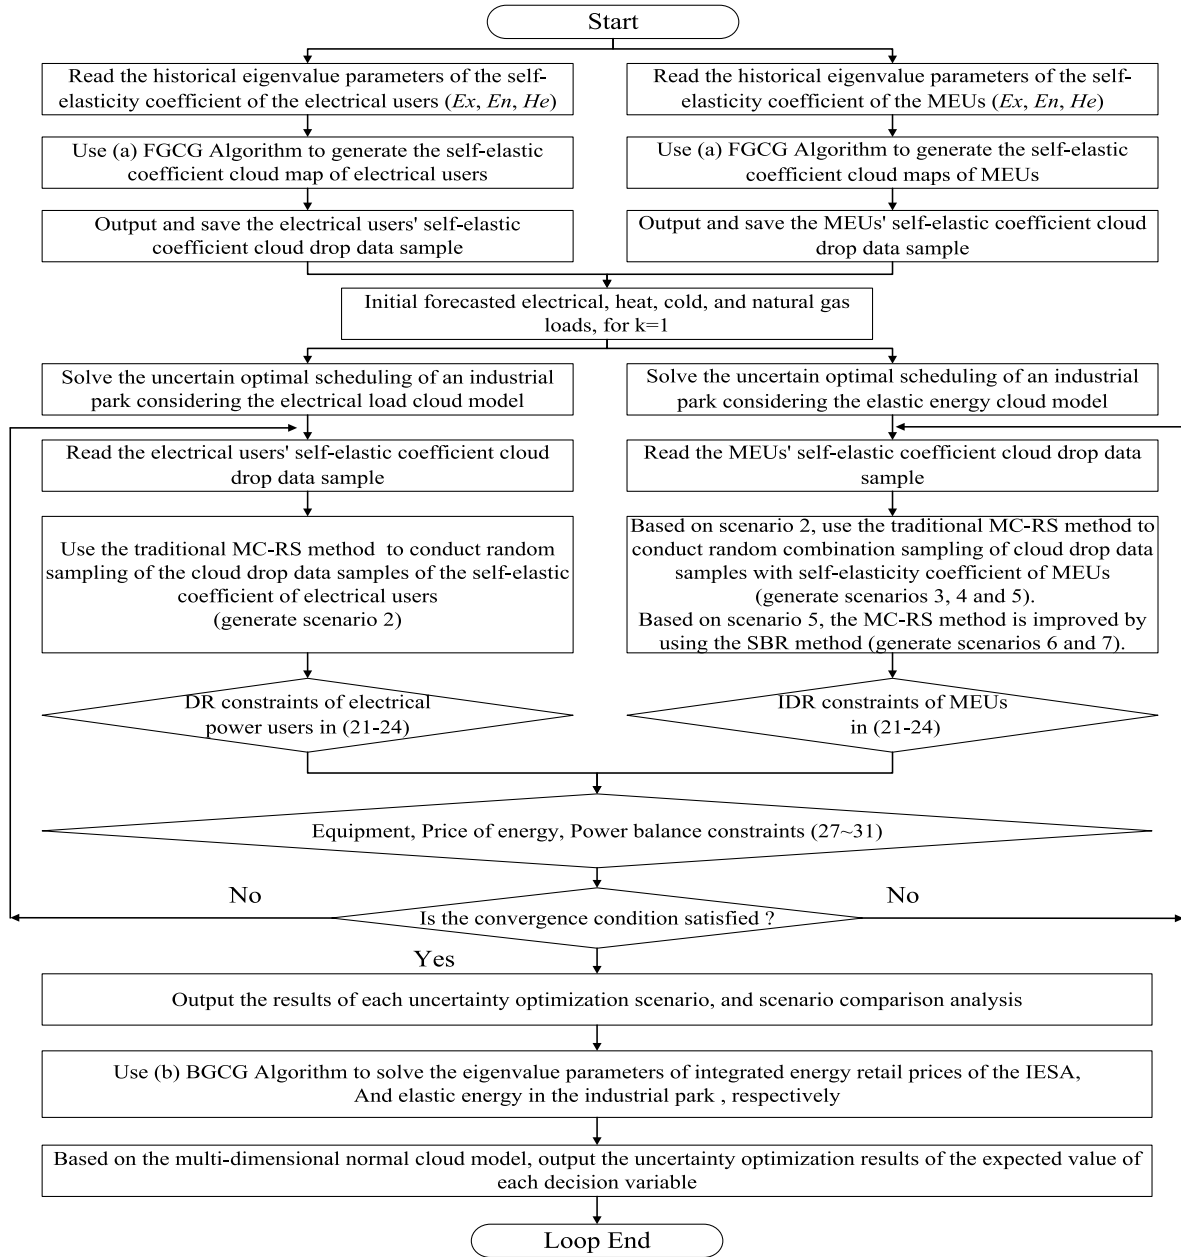 Start
Read the historical eigenvalue parameters of the self-
elasticity coefficient of the electrical users (Ex, En, He)
Read the historical eigenvalue parameters of the self-
elasticity coefficient of the MEUs (Ex, En, He)
Use (a) FGCG Algorithm to generate the self-elastic
coefficient cloud map of electrical users
Use (a) FGCG Algorithm to generate the self-elastic
coefficient cloud maps of MEUs
Output and save the electrical users' self-elastic
coefficient cloud drop data sample
Output and save the MEUs' self-elastic coefficient cloud
drop data sample
Initial forecasted electrical, heat, cold, and natural gas
loads, for k=1
Solve the uncertain optimal scheduling of an industrial
park considering the electrical load cloud model
Solve the uncertain optimal scheduling of an industrial
park considering the elastic energy cloud model
Read the electrical users' self-elastic coefficient cloud
drop data sample
Read the MEUs' self-elastic coefficient cloud drop data
sample
Use the traditional MC-RS method to conduct random
sampling of the cloud drop data samples of the self-elastic
coefficient of electrical users
(generate scenario 2)
Based on scenario 2, use the traditional MC-RS method to
conduct random combination sampling of cloud drop data
samples with self-elasticity coefficient of MEUs
(generate scenarios 3, 4 and 5).
Based on scenario 5, the MC-RS method is improved by
using the SBR method (generate scenarios 6 and 7).
DR constraints of electrical
power users in (21-24)
IDR constraints of MEUs
in (21-24)
Equipment, Price of energy, Power balance constraints (27~31)
No
No
Is the convergence condition satisfied ?
Yes
Output the results of each uncertainty optimization scenario, and scenario comparison analysis
Use (b) BGCG Algorithm to solve the eigenvalue parameters of integrated energy retail prices of the IESA,
And elastic energy in the industrial park , respectively
Based on the multi-dimensional normal cloud model, output the uncertainty optimization results of the expected value of
each decision variable
Loop End